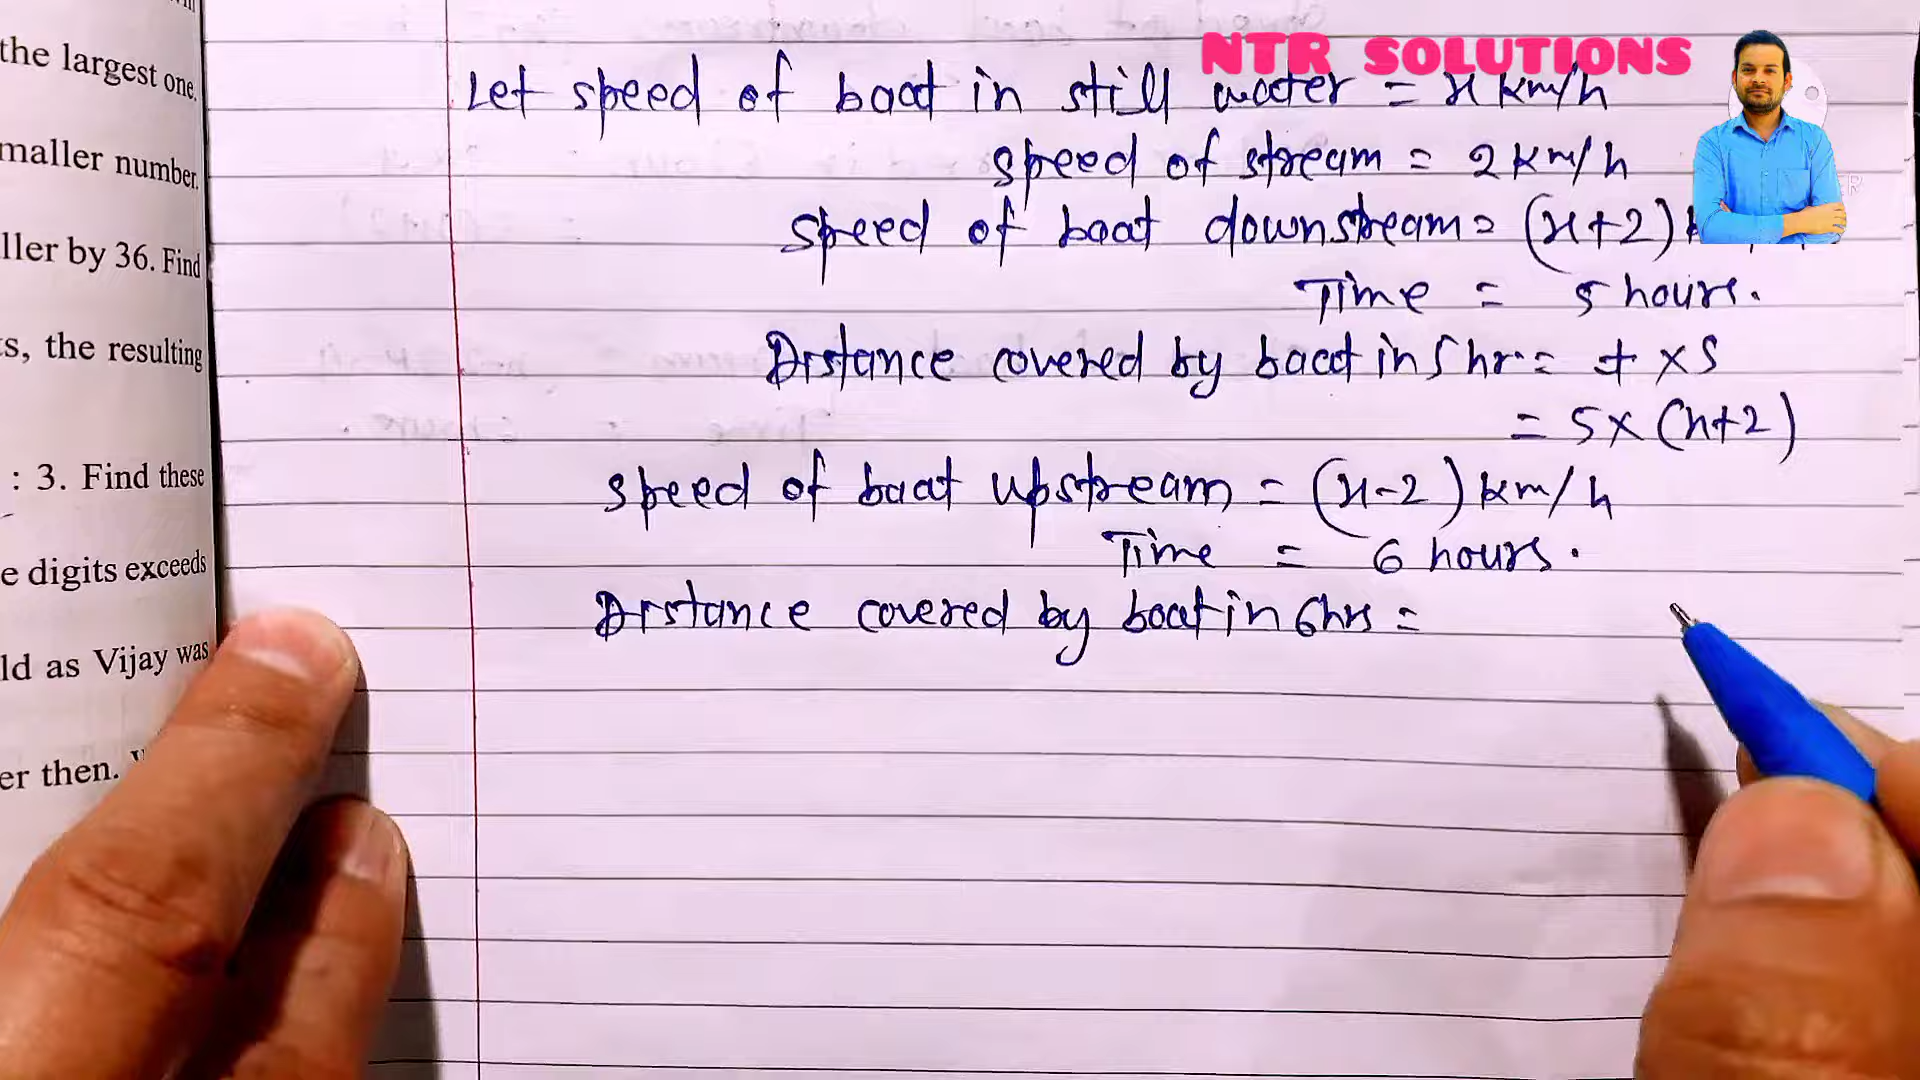 the largest one.
maller number.
ller by 36. Find
s, the resulting
: 3. Find these
e digits exceeds
ld as Vijay was
er then.
NTR SOLUTIONS
Let speed of boat in still water = x km/h
speed of stream = 2 km/h
speed of boat downstream = (x+2)
Time = 5 hours.
Distance covered by boat in 5 hr. = + x 5
= 5 x (x+2)
speed of boat upstream = (x-2) km/h
Time = 6 hours.
Distance covered by boat in 6 hrs =